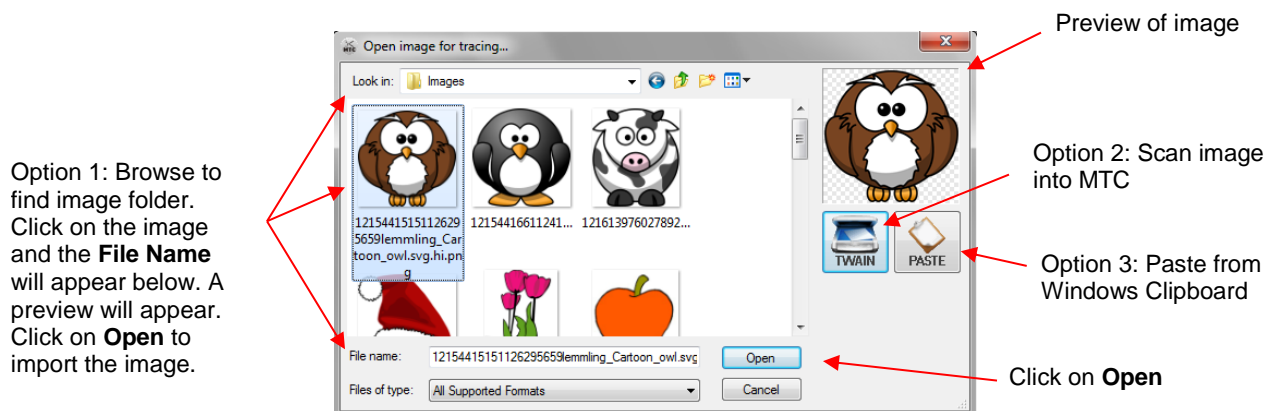 Preview of image
MTC
Open image for tracing...
Look in:
Images
Option 1: Browse to
find image folder.
Click on the image
and the File Name
will appear below. A
preview will appear.
Click on Open to
import the image.
1215441515112629
5659lemmling_Car
toon_owl.svg.hi.pn
g
12154416611241...
121613976027892...
Option 2: Scan image
into MTC
TWAIN
PASTE
Option 3: Paste from
Windows Clipboard
File name:
12154415151126295659lemmling_Cartoon_owl.svg
Open
Files of type:
All Supported Formats
Cancel
Click on Open